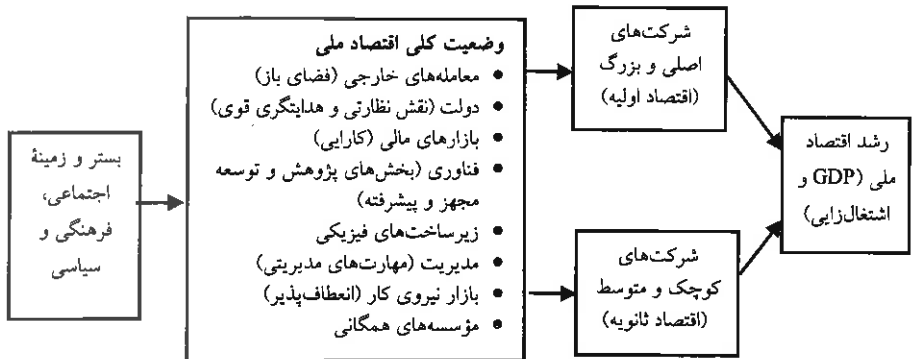 بستر و زمینهٔ
اجتماعی،
فرهنگی و
سیاسی
وضعیت کلی اقتصاد ملی
• معامله‌های خارجی (فضای باز)
• دولت (نقش نظارتی و هدایتگری قوی)
• بازارهای مالی (کارایی)
• فناوری (بخش‌های پژوهش و توسعه
مجهز و پیشرفته)
• زیرساخت‌های فیزیکی
• مدیریت (مهارت‌های مدیریتی)
• بازار نیروی کار (انعطاف‌پذیر)
• مؤسسه‌های همگانی
شرکت‌های
اصلی و بزرگ
(اقتصاد اولیه)
شرکت‌های
کوچک و متوسط
(اقتصاد ثانویه)
رشد اقتصاد
ملی (GDP و
اشتغال‌زایی)